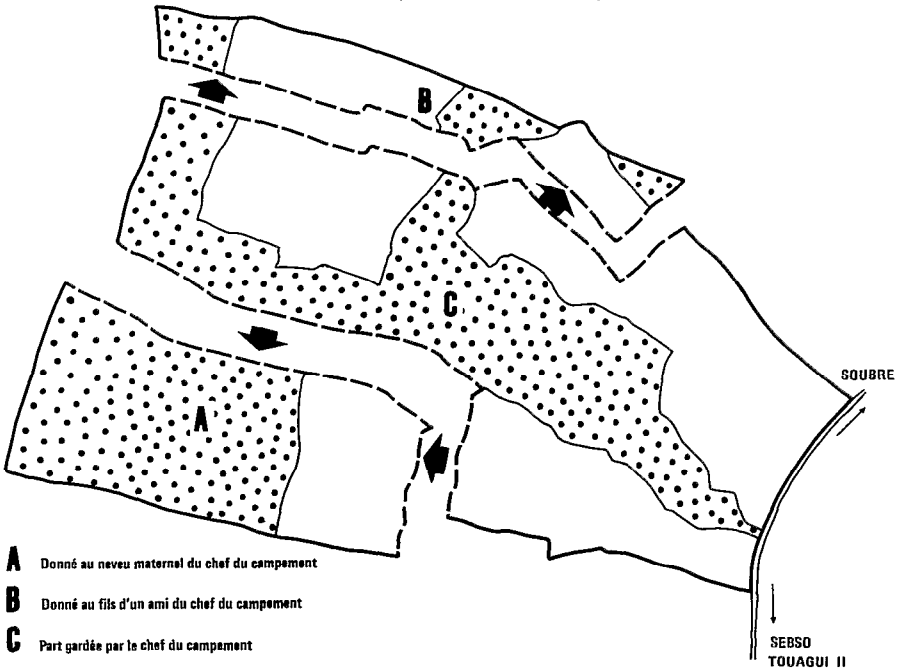 B
C
A
SOUBRE
A Donné au neveu maternel du chef du campement
B Donné au fils d'un ami du chef du campement
C Part gardée par le chef du campement
SEBSO
TOUAGUI II